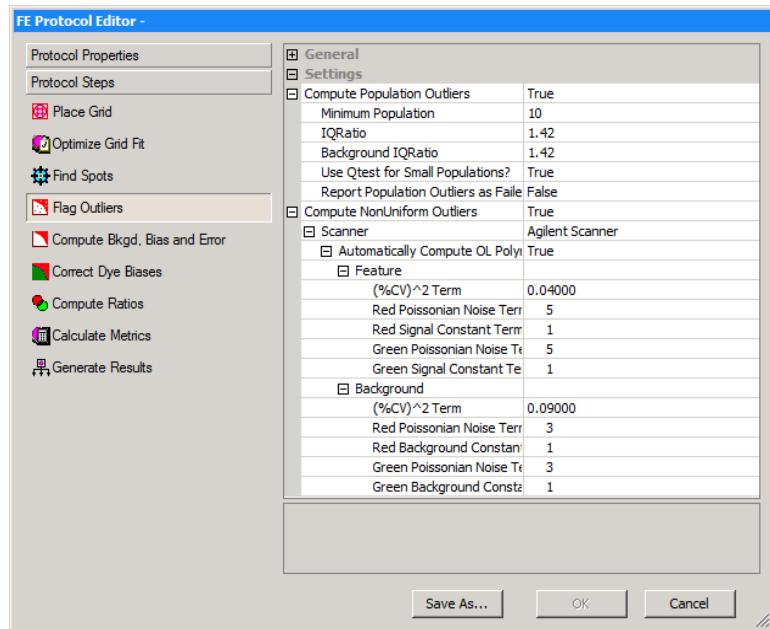 FE Protocol Editor -
Protocol Properties
Protocol Steps
Place Grid
Optimize Grid Fit
Find Spots
Flag Outliers
Compute Bkgd, Bias and Error
Correct Dye Biases
Compute Ratios
Calculate Metrics
Generate Results
General
Settings
Compute Population Outliers True
Minimum Population 10
IQRatio 1.42
Background IQRatio 1.42
Use Qtest for Small Populations? True
Report Population Outliers as Faile False
Compute NonUniform Outliers True
Scanner Agilent Scanner
Automatically Compute OL Polyn True
Feature
(%CV)^2 Term 0.04000
Red Poissonian Noise Terr 5
Red Signal Constant Term 1
Green Poissonian Noise Te 5
Green Signal Constant Te 1
Background
(%CV)^2 Term 0.09000
Red Poissonian Noise Terr 3
Red Background Constan 1
Green Poissonian Noise Te 3
Green Background Consta 1
Save As...
OK
Cancel